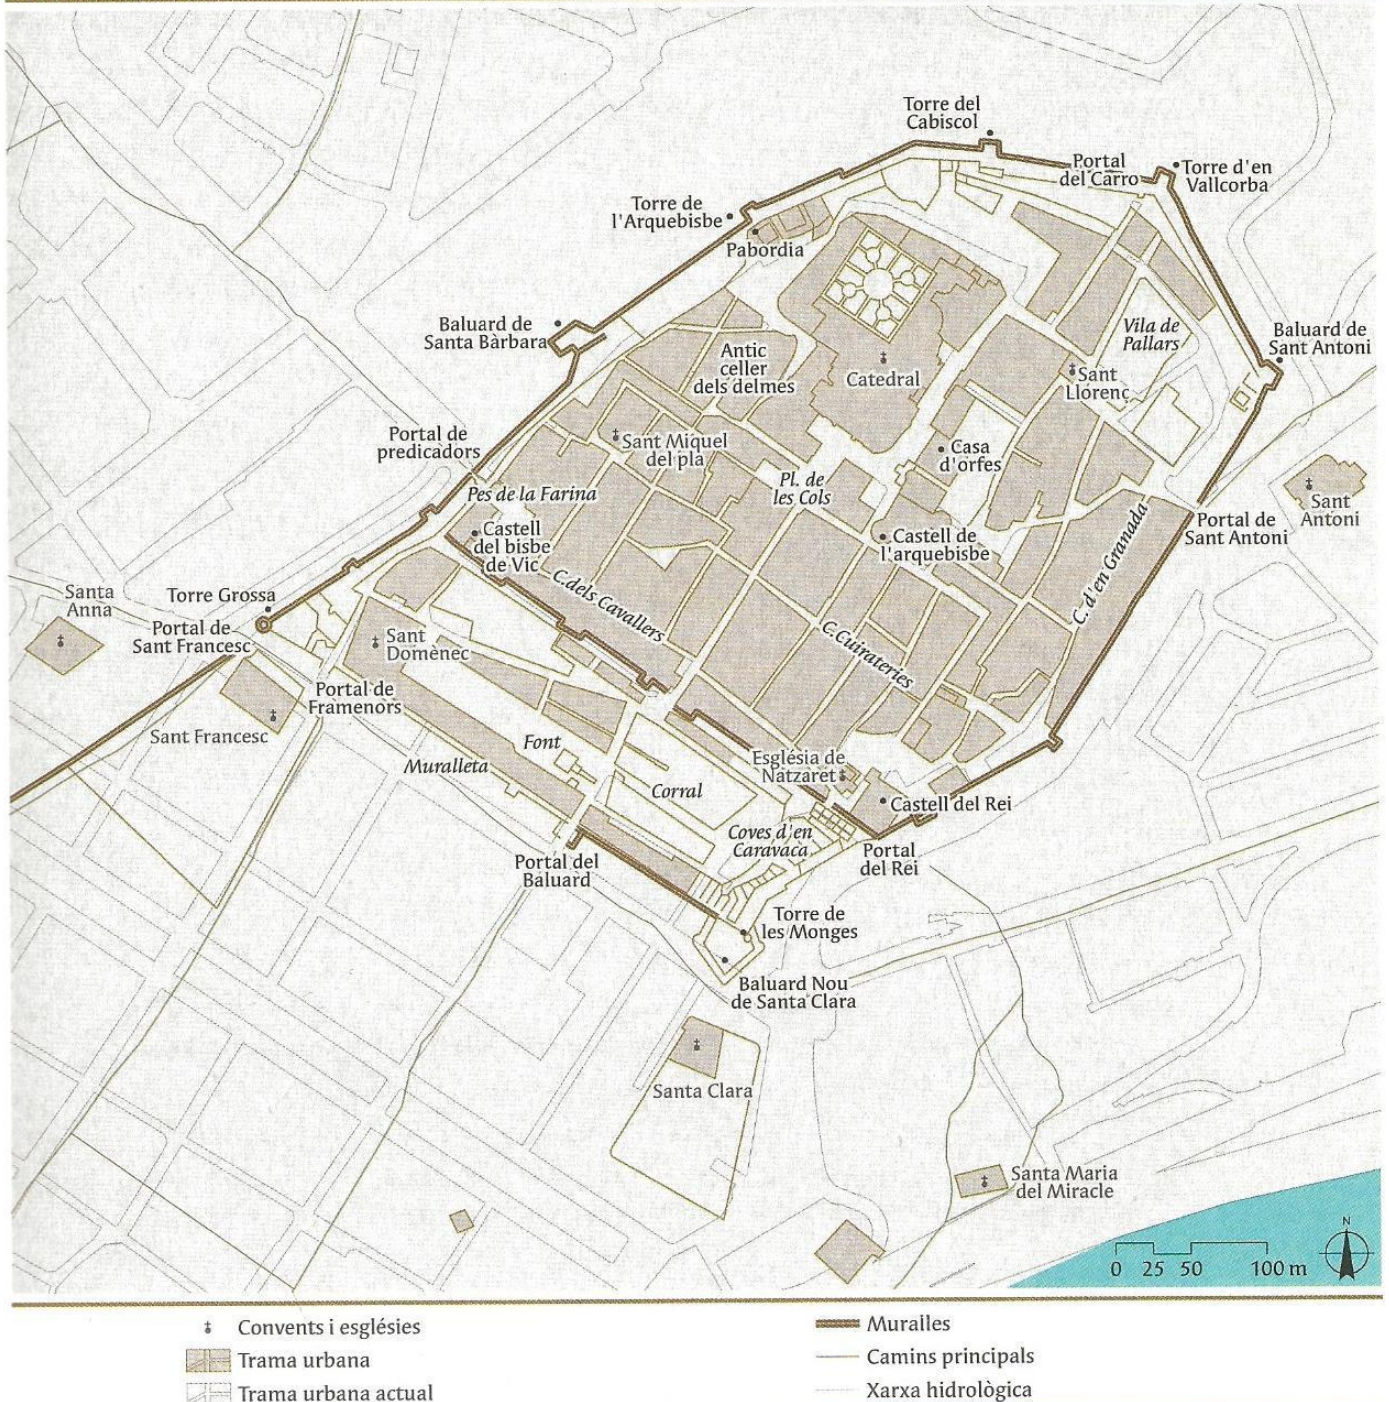 Torre del
Cabiscol
Portal
del Carro
Torre d'en
Vallcorba
Torre de
l'Arquebisbe
Pabordia
Baluard de
Santa Bàrbara
Antic
celler
dels delmes
Catedral
Vila de
Pallars
Baluard de
Sant Antoni
Sant
Llorenç
Portal de
predicadors
Sant Miquel
del pla
Casa
d'orfes
Pes de la Farina
Pl. de
les Cols
Sant
Antoni
Castell
del bisbe
de Vic
Castell de
l'arquebisbe
Portal de
Sant Antoni
C. d'en Granada
C.dels Cavallers
C.Cuirateries
Santa
Anna
Torre Grossa
Portal de
Sant Francesc
Sant
Domènec
Portal de
Framenors
Sant Francesc
Font
Muralleta
Corral
Església de
Natzaret
Castell del Rei
Coves d'en
Caravaca
Portal
del Rei
Portal del
Baluard
Torre de
les Monges
Baluard Nou
de Santa Clara
Santa Clara
Santa Maria
del Miracle
N
0 25 50 100 m
Convents i esglésies
Trama urbana
Trama urbana actual
Muralles
Camins principals
Xarxa hidrològica